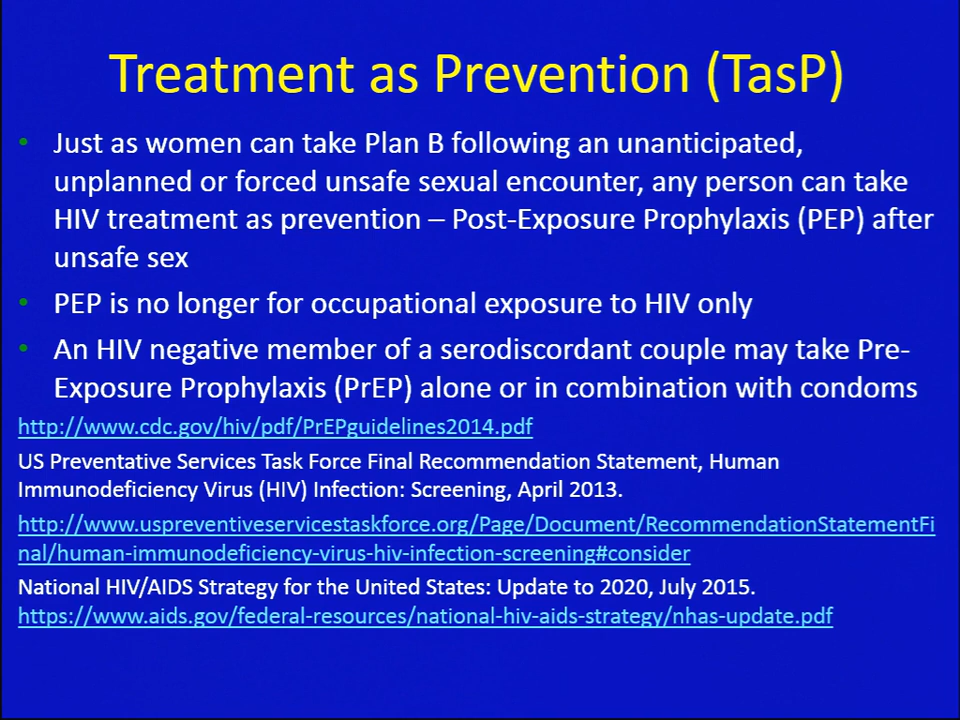 Treatment as Prevention (TasP)
• Just as women can take Plan B following an unanticipated,
unplanned or forced unsafe sexual encounter, any person can take
HIV treatment as prevention – Post-Exposure Prophylaxis (PEP) after
unsafe sex
• PEP is no longer for occupational exposure to HIV only
• An HIV negative member of a serodiscordant couple may take Pre-
Exposure Prophylaxis (PrEP) alone or in combination with condoms
http://www.cdc.gov/hiv/pdf/PrEPguidelines2014.pdf
US Preventative Services Task Force Final Recommendation Statement, Human
Immunodeficiency Virus (HIV) Infection: Screening, April 2013.
http://www.uspreventiveservicestaskforce.org/Page/Document/RecommendationStatementFi
nal/human-immunodeficiency-virus-hiv-infection-screening#consider
National HIV/AIDS Strategy for the United States: Update to 2020, July 2015.
https://www.aids.gov/federal-resources/national-hiv-aids-strategy/nhas-update.pdf